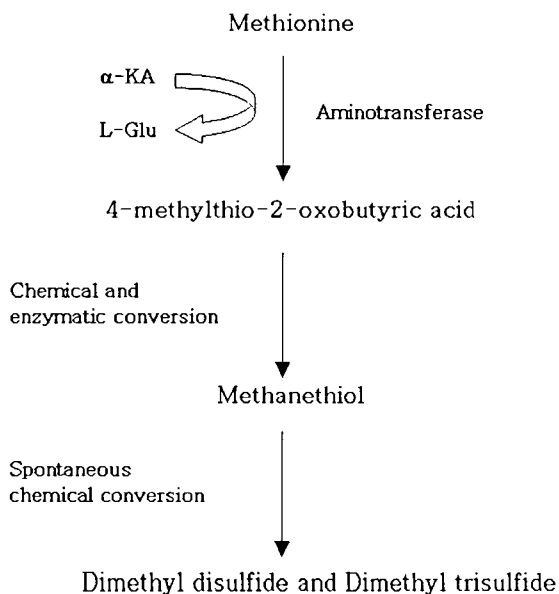 Methionine
α-KA
L-Glu
Aminotransferase
4-methylthio-2-oxobutyric acid
Chemical and
enzymatic conversion
Methanethiol
Spontaneous
chemical conversion
Dimethyl disulfide and Dimethyl trisulfide